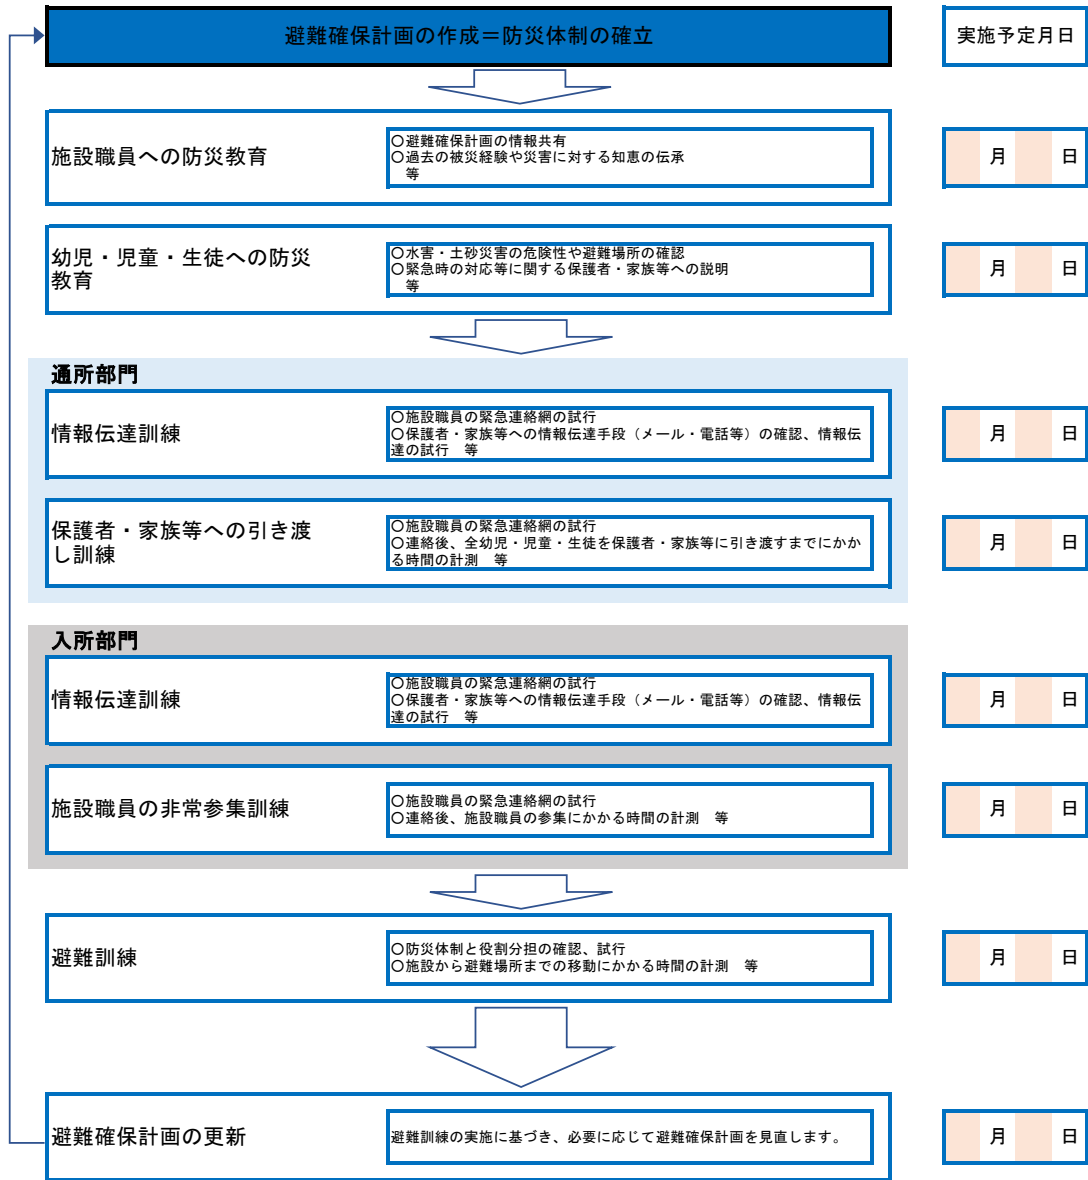 避難確保計画の作成＝防災体制の確立
実施予定月日
施設職員への防災教育
〇避難確保計画の情報共有
〇過去の被災経験や災害に対する知恵の伝承
等
月 日
幼児・児童・生徒への防災
教育
〇水害・土砂災害の危険性や避難場所の確認
〇緊急時の対応等に関する保護者・家族等への説明
等
月 日
通所部門
情報伝達訓練
〇施設職員の緊急連絡網の試行
〇保護者・家族等への情報伝達手段（メール・電話等）の確認、情報伝
達の試行　等
月 日
保護者・家族等への引き渡
し訓練
〇施設職員の緊急連絡網の試行
〇連絡後、全幼児・児童・生徒を保護者・家族等に引き渡すまでにかか
る時間の計測　等
月 日
入所部門
情報伝達訓練
〇施設職員の緊急連絡網の試行
〇保護者・家族等への情報伝達手段（メール・電話等）の確認、情報伝
達の試行　等
月 日
施設職員の非常参集訓練
〇施設職員の緊急連絡網の試行
〇連絡後、施設職員の参集にかかる時間の計測　等
月 日
避難訓練
〇防災体制と役割分担の確認、試行
〇施設から避難場所までの移動にかかる時間の計測　等
月 日
避難確保計画の更新
避難訓練の実施に基づき、必要に応じて避難確保計画を見直します。
月 日